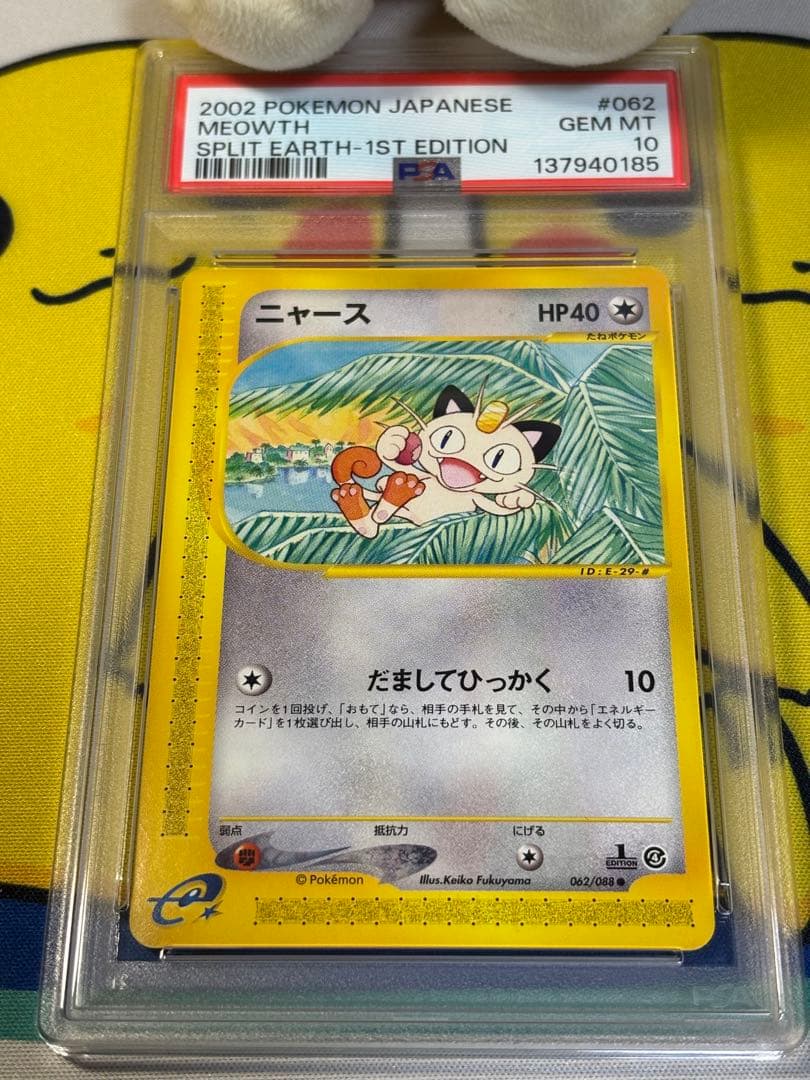 2002 POKEMON JAPANESE #062
MEOWTH GEM MT
SPLIT EARTH-1ST EDITION 10
PSA 137940185
ニャース HP40
たねポケモン
ID:E-29-#
だましてひっかく 10
コインを1回投げ、「おもて」なら、相手の手札を見て、その中から「エネルギー
カード」を1枚選び出し、相手の山札にもどす。その後、その山札をよく切る。
弱点 抵抗力 にげる
1
EDITION
© Pokémon Illus.Keiko Fukuyama 062/088 ●
e